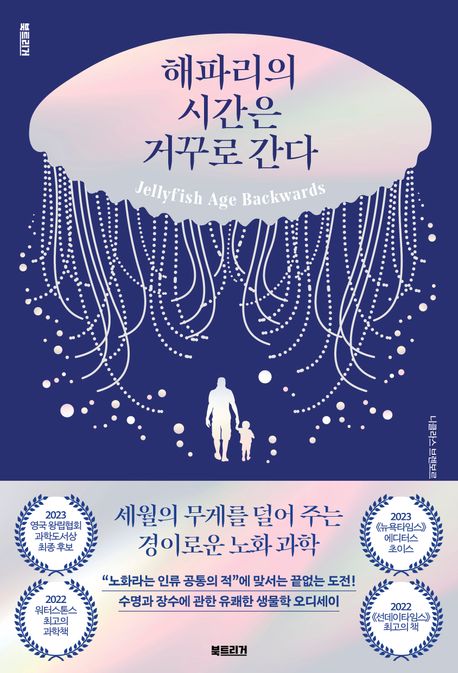 북트리거
해파리의
시간은
거꾸로 간다
Jellyfish Age Backwards
니클라스 브렌보르
세월의 무게를 덜어 주는
경이로운 노화 과학
“노화라는 인류 공통의 적”에 맞서는 끝없는 도전!
수명과 장수에 관한 유쾌한 생물학 오디세이
2023
영국 왕립협회
과학도서상
최종 후보
2022
워터스톤스
최고의
과학책
2023
《뉴욕타임스》
에디터스
초이스
2022
《선데이타임스》
최고의 책
북트리거